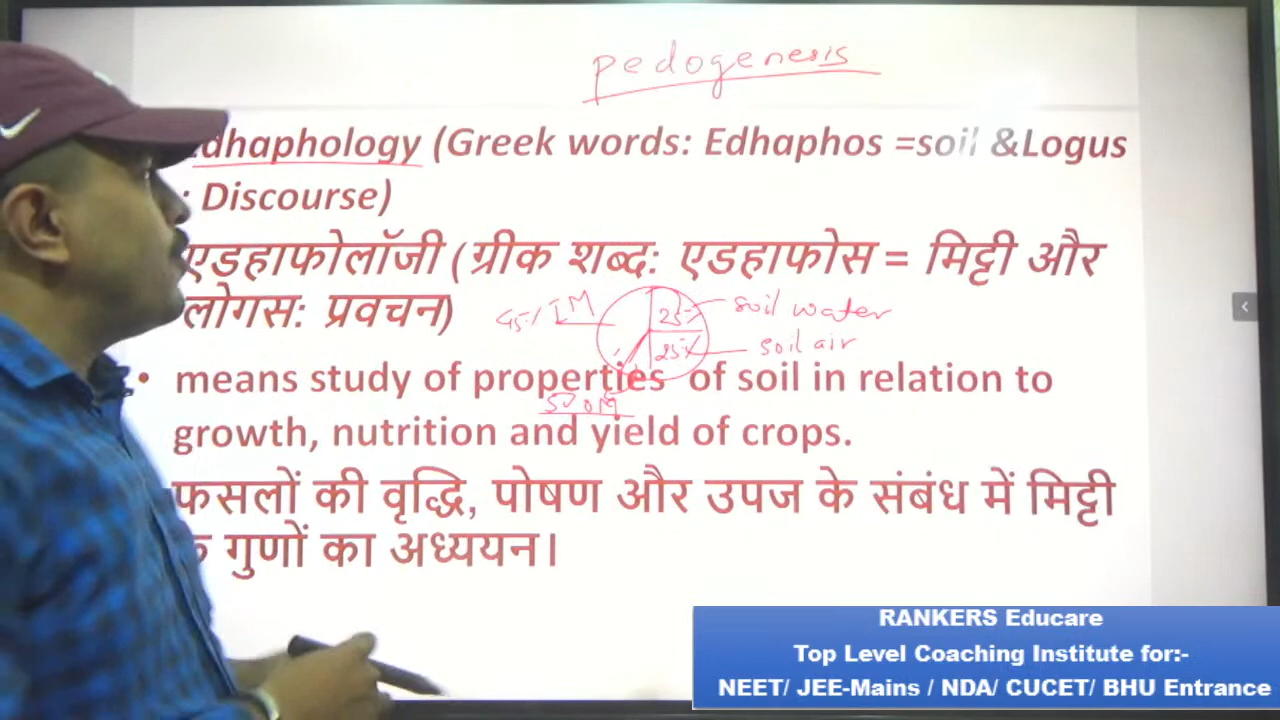 pedogenesis
dhaphology (Greek words: Edhaphos =soil &Logus
: Discourse)
एडहाफोलॉजी (ग्रीक शब्द: एडहाफोस = मिट्टी और
लोगस: प्रवचन)
45% IM
25%
soil water
25%
soil air
5% OM
• means study of properties of soil in relation to
growth, nutrition and yield of crops.
फसलों की वृद्धि, पोषण और उपज के संबंध में मिट्टी
के गुणों का अध्ययन।
RANKERS Educare
Top Level Coaching Institute for:-
NEET/ JEE-Mains / NDA/ CUCET/ BHU Entrance